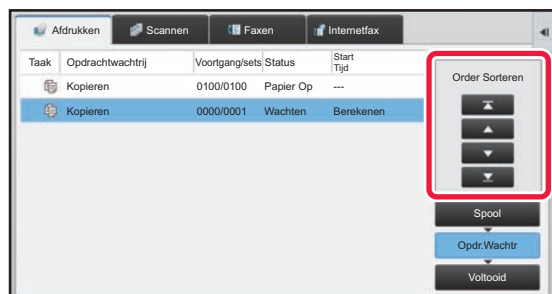 Afdrukken Scannen Faxen Internetfax
Taak Opdrachtwachtrij Voortgang/sets Status Start Tijd
Kopieren 0100/0100 Papier Op ---
Kopieren 0000/0001 Wachten Berekenen
Order Sorteren
Spool
Opdr.Wachtr
Voltooid